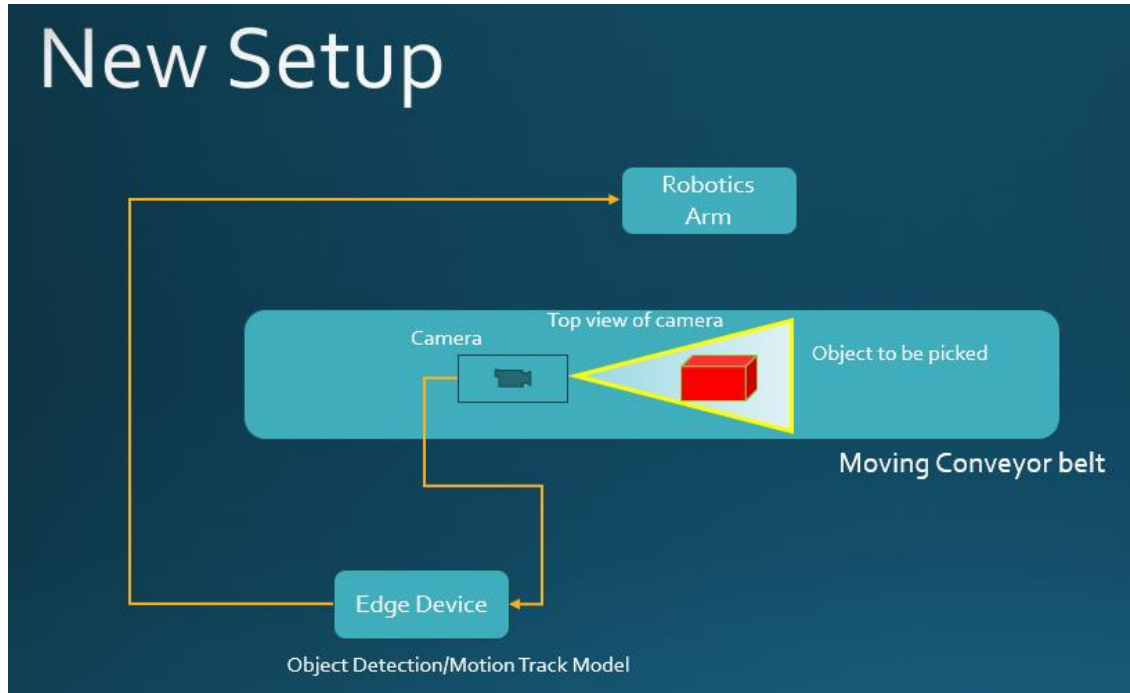 New Setup
Robotics
Arm
Top view of camera
Camera
Object to be picked
Moving Conveyor belt
Edge Device
Object Detection/Motion Track Model